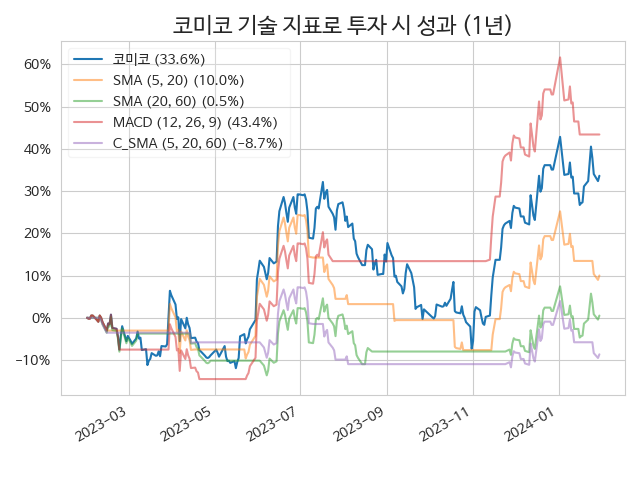 코미코 기술 지표로 투자 시 성과 (1년)
코미코 (33.6%)
SMA (5, 20) (10.0%)
SMA (20, 60) (0.5%)
MACD (12, 26, 9) (43.4%)
C_SMA (5, 20, 60) (−8.7%)
60%
50%
40%
30%
20%
10%
0%
−10%
2023−03
2023−05
2023−07
2023−09
2023−11
2024−01